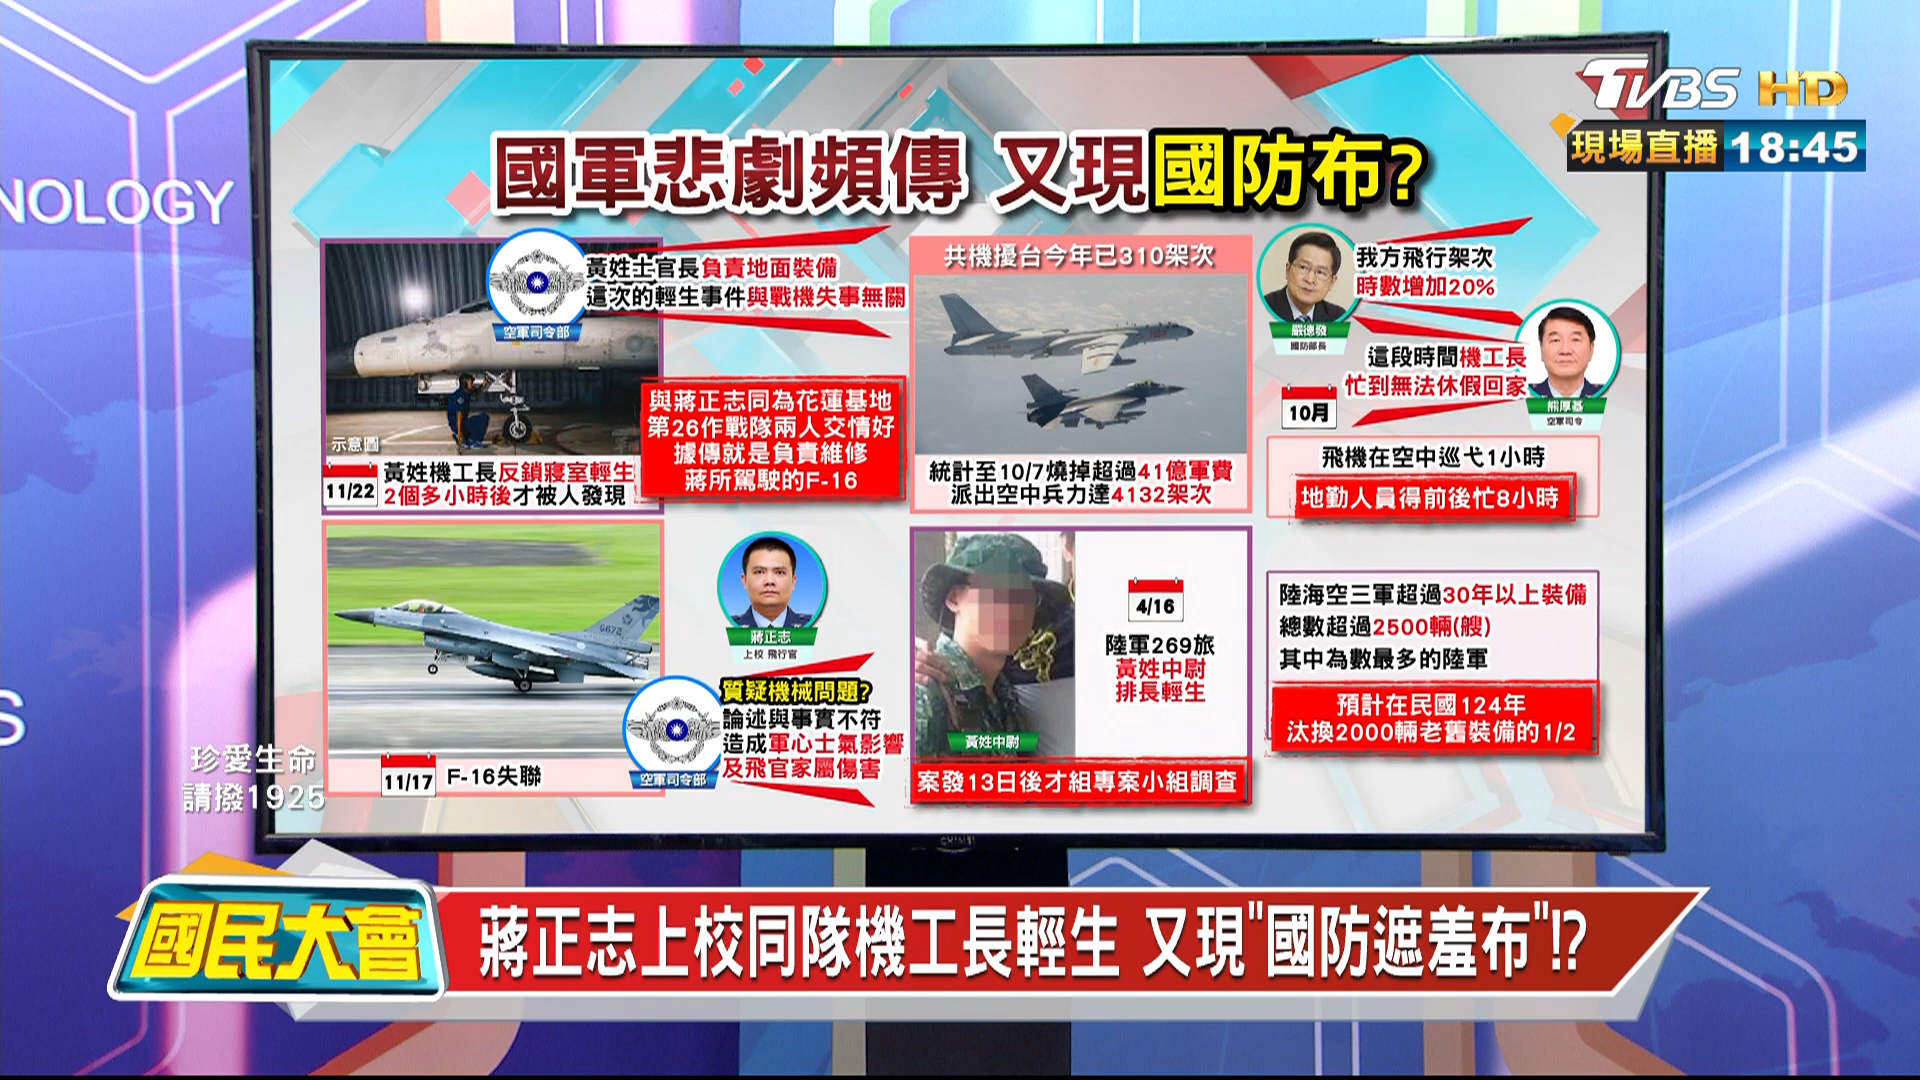 NOLOGY
S
TVBS HD
現場直播 18:45
國軍悲劇頻傳 又現國防布?
空軍司令部
黃姓士官長負責地面裝備
這次的輕生事件與戰機失事無關
示意圖
11/22
黃姓機工長反鎖寢室輕生
2個多小時後才被人發現
與蔣正志同為花蓮基地
第26作戰隊兩人交情好
據傳就是負責維修
蔣所駕駛的F-16
共機擾台今年已310架次
統計至10/7燒掉超過41億軍費
派出空中兵力達4132架次
嚴德發
國防部長
我方飛行架次
時數增加20%
10月
這段時間機工長
忙到無法休假回家
熊厚基
空軍司令
飛機在空中巡弋1小時
地勤人員得前後忙8小時
6672
11/17
F-16失聯
蔣正志
上校 飛行官
空軍司令部
質疑機械問題?
論述與事實不符
造成軍心士氣影響
及飛官家屬傷害
黃姓中尉
4/16
陸軍269旅
黃姓中尉
排長輕生
案發13日後才組專案小組調查
陸海空三軍超過30年以上裝備
總數超過2500輛(艘)
其中為數最多的陸軍
預計在民國124年
汰換2000輛老舊裝備的1/2
珍愛生命
請撥1925
CHIMEI
國民大會
蔣正志上校同隊機工長輕生 又現"國防遮羞布"!?